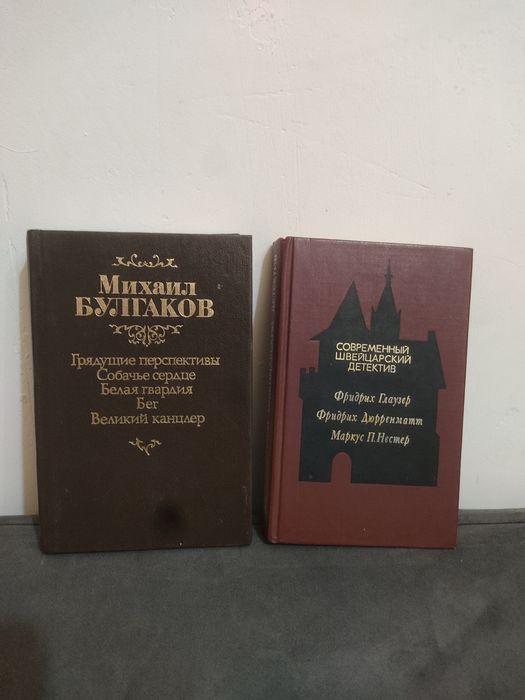 Михаил
БУЛГАКОВ
Грядущие перспективы
Собачье сердце
Белая гвардия
Бег
Великий канцлер
СОВРЕМЕННЫЙ
ШВЕЙЦАРСКИЙ
ДЕТЕКТИВ
Фридрих Глаузер
Фридрих Дюрренматт
Маркус П. Нестер